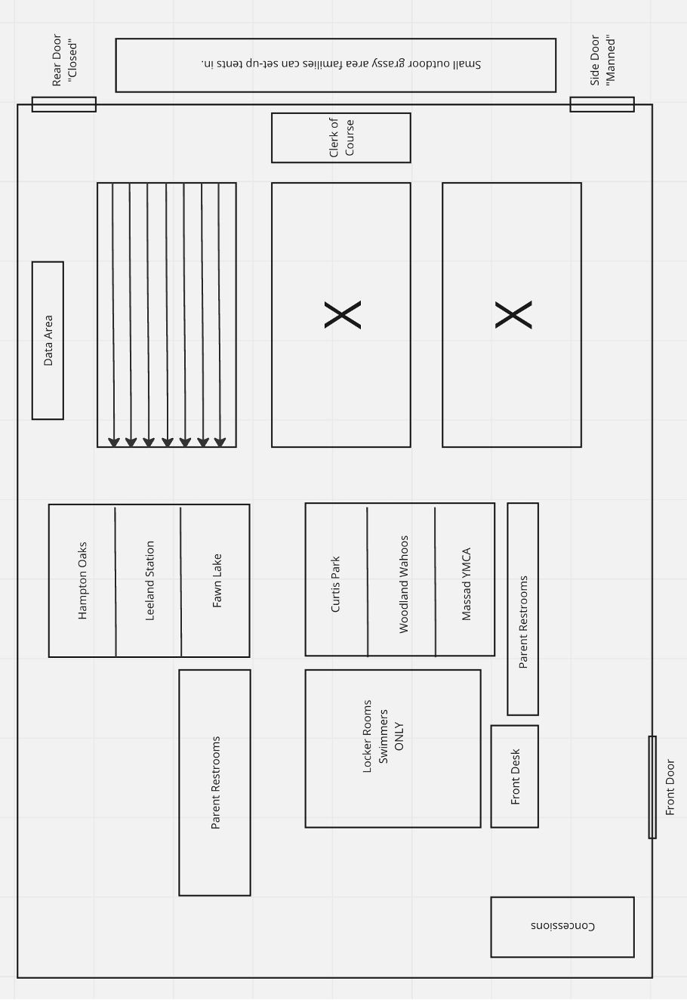 Rear Door
"Closed"
Small outdoor grassy area families can set-up tents in.
Side Door
"Manned"
Clerk of
Course
Data Area
X
X
Hampton Oaks
Leeland Station
Fawn Lake
Curtis Park
Woodland Wahoos
Massad YMCA
Parent Restrooms
Parent Restrooms
Locker Rooms
Swimmers
ONLY
Front Desk
Front Door
Concessions